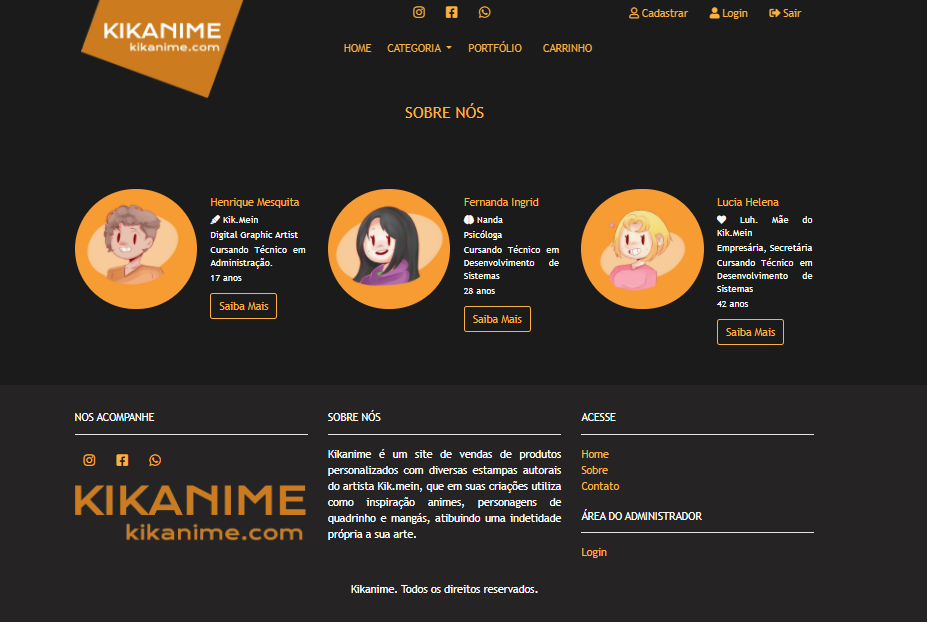 KIKANIME
kikanime.com
Cadastrar Login Sair
HOME CATEGORIA PORTFÓLIO CARRINHO
SOBRE NÓS
Henrique Mesquita
Kik.Mein
Digital Graphic Artist
Cursando Técnico em
Administração.
17 anos
Saiba Mais
Fernanda Ingrid
Nanda
Psicóloga
Cursando Técnico em
Desenvolvimento de
Sistemas
28 anos
Saiba Mais
Lucia Helena
Luh. Mãe do
Kik.Mein
Empresária, Secretária
Cursando Técnico em
Desenvolvimento de
Sistemas
42 anos
Saiba Mais
NOS ACOMPANHE
KIKANIME
kikanime.com
SOBRE NÓS
Kikanime é um site de vendas de produtos
personalizados com diversas estampas autorais
do artista Kik.mein, que em suas criações utiliza
como inspiração animes, personagens de
quadrinho e mangás, atibuindo uma indetidade
própria a sua arte.
ACESSE
Home
Sobre
Contato
ÁREA DO ADMINISTRADOR
Login
Kikanime. Todos os direitos reservados.